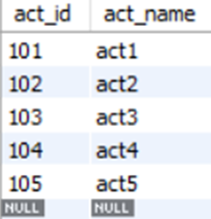 act_id act_name
101 act1
102 act2
103 act3
104 act4
105 act5
NULL NULL